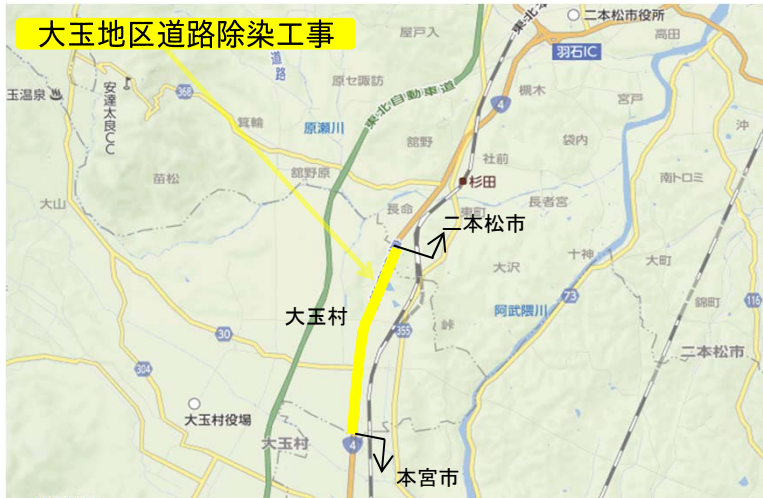 大玉地区道路除染工事
二本松市役所
屋戸入
高田
羽石IC
道路
原セ諏訪
東北自動車道
玉温泉
安達太良CC
368
4
槻木
宮戸
箕輪
原瀬川
舘野
袋内
沖
社前
苗松
舘野原
杉田
南トロミ
大山
長命
長者宮
二本松市
十神
大町
大沢
73
116
錦町
大玉村
阿武隈川
30
355
峠
304
二本松市
大玉村役場
大玉村
4
本宮市